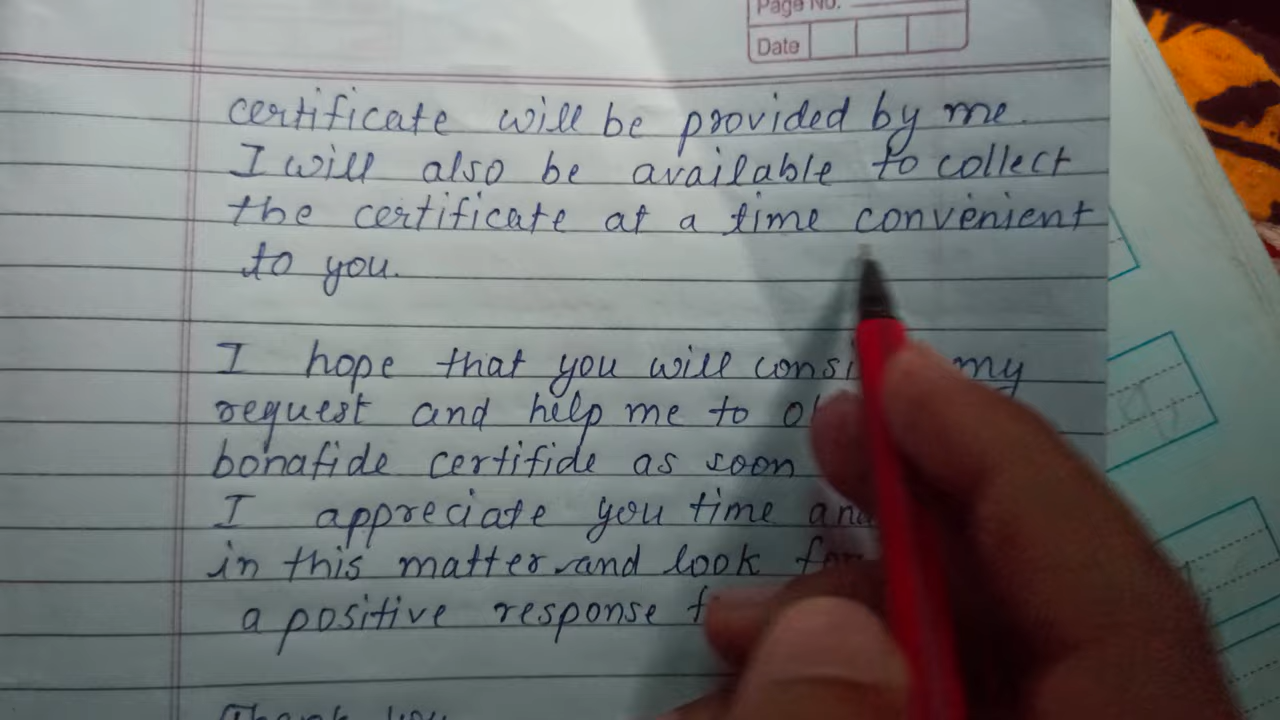 Page No.
Date
certificate will be provided by me.
I will also be available to collect
the certificate at a time convenient
to you.
I hope that you will my
request and help me to
bonafide certifide as soon
I appreciate you time
in this matter and look
a positive response
Thank you